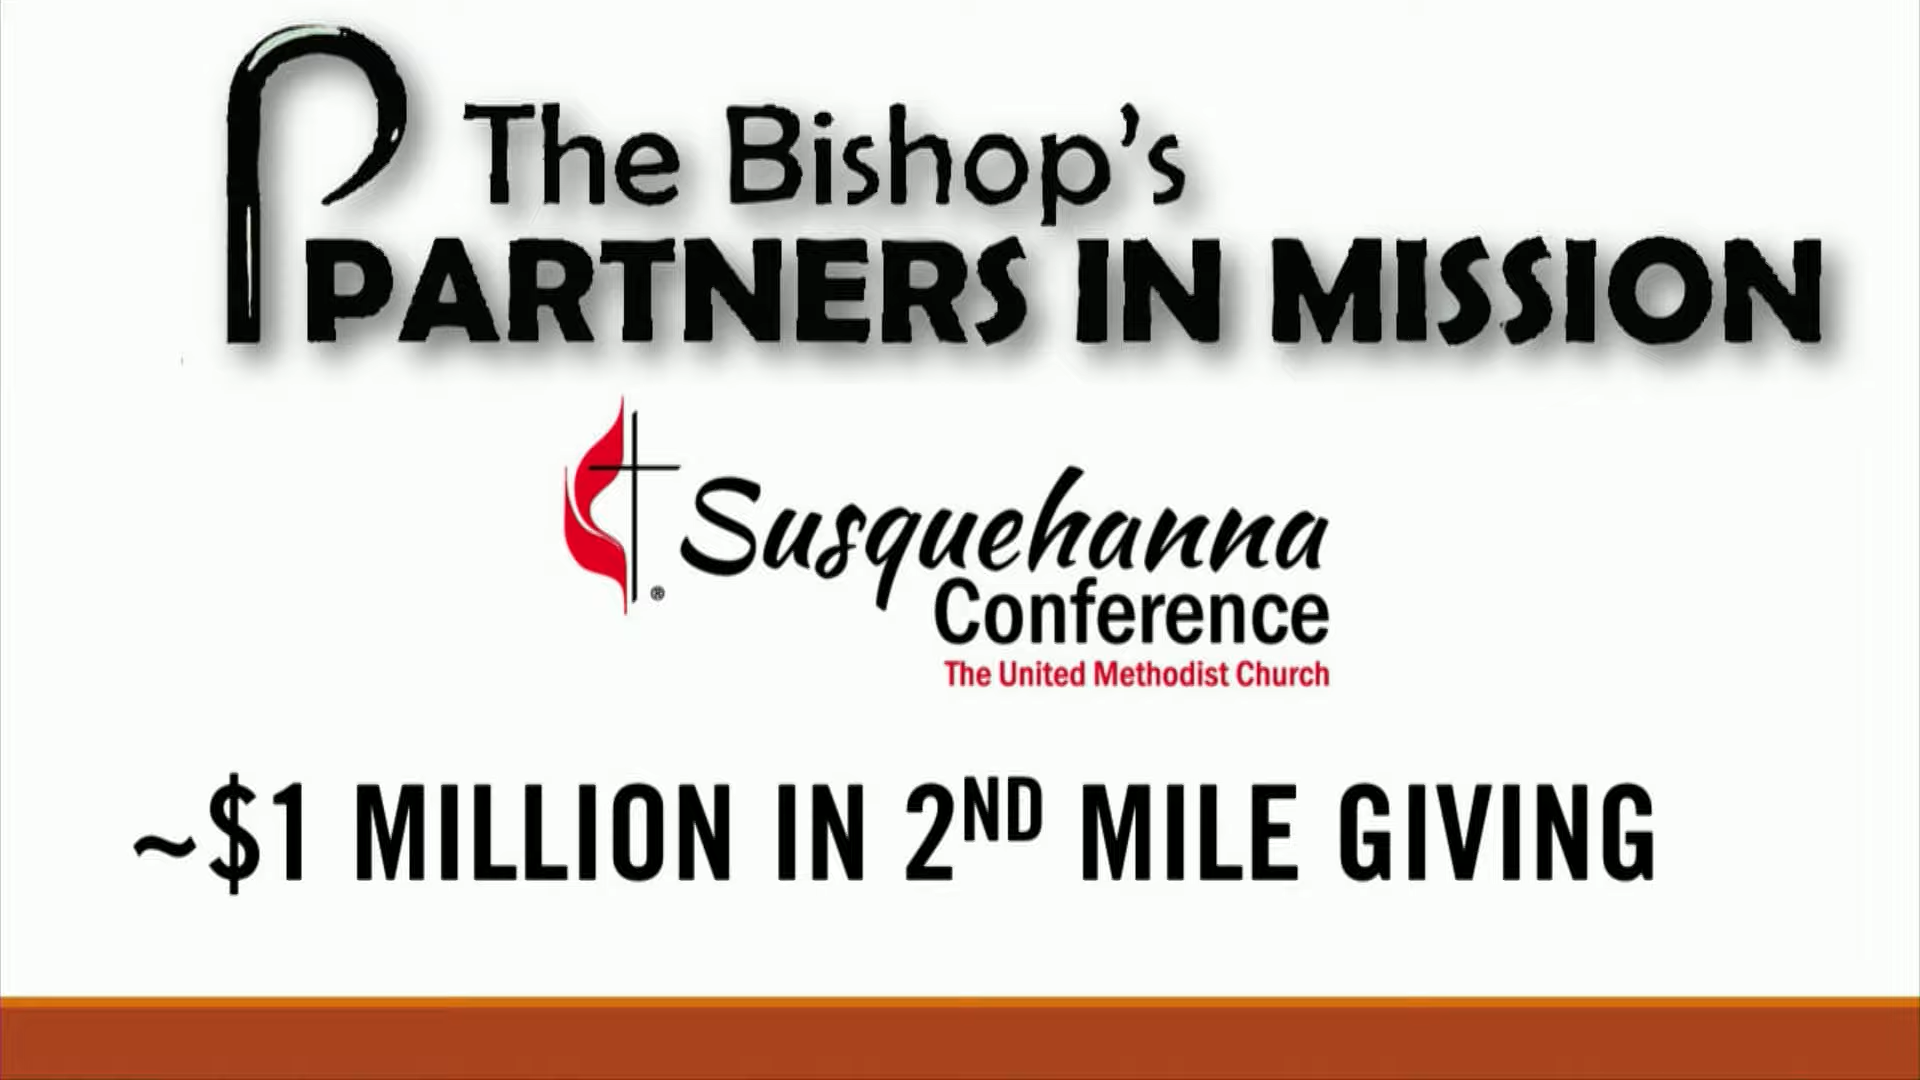 The Bishop's
PARTNERS IN MISSION
Susquehanna
®
Conference
The United Methodist Church
~$1 MILLION IN 2ND MILE GIVING